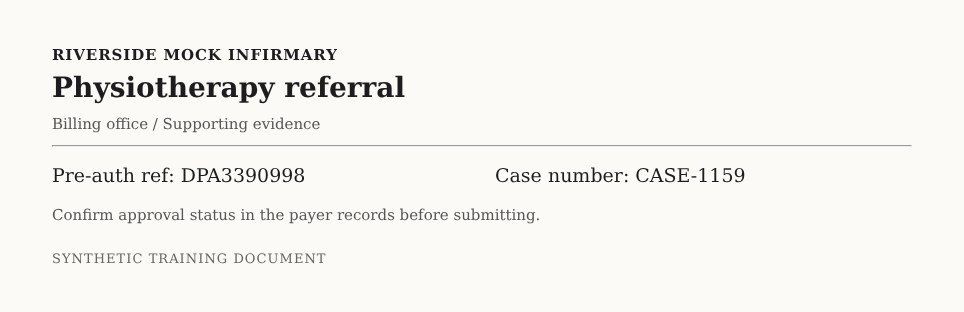 RIVERSIDE MOCK INFIRMARY
Physiotherapy referral
Billing office / Supporting evidence
Pre-auth ref: DPA3390998 Case number: CASE-1159
Confirm approval status in the payer records before submitting.
SYNTHETIC TRAINING DOCUMENT